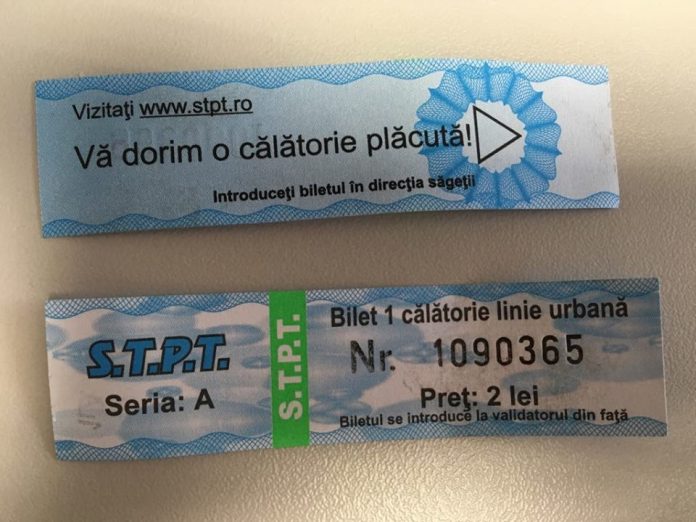 Vizitaţi www.stpt.ro
Vă dorim o călătorie plăcută!
Introduceţi biletul în direcţia săgeţii
S.T.P.T.
Seria: A
S.T.P.T.
Bilet 1 călătorie linie urbană
Nr. 1090365
Preţ: 2 lei
Biletul se introduce la validatorul din faţă